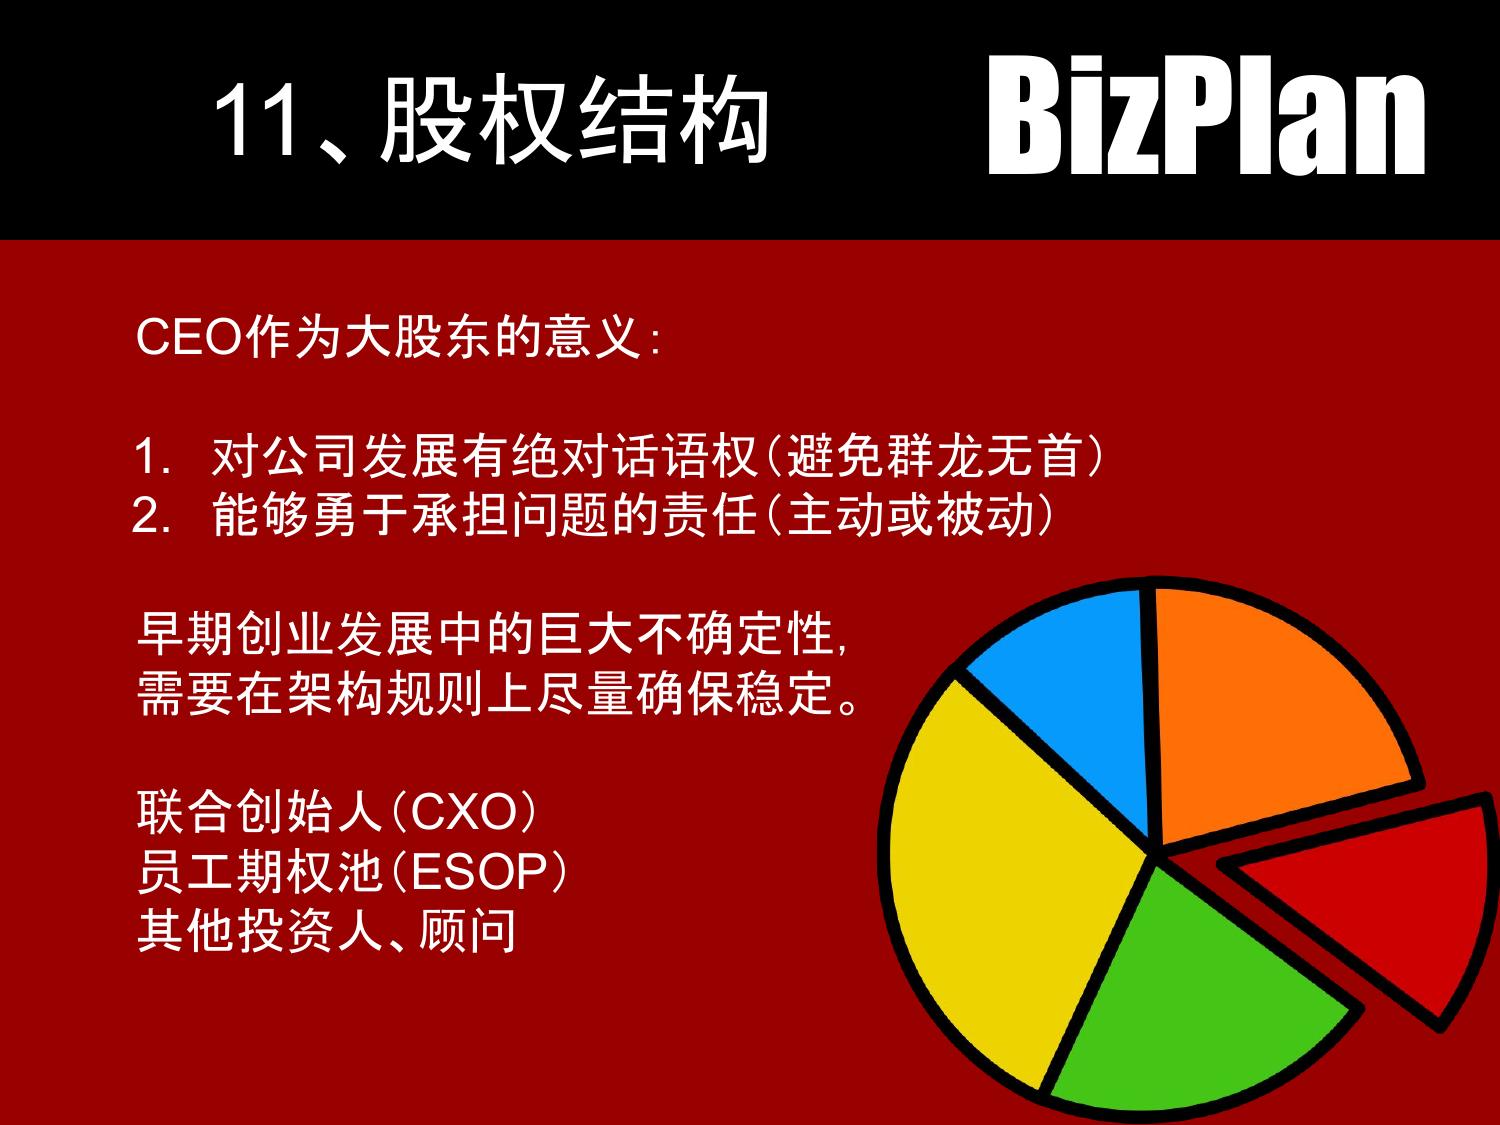 11、股权结构
BizPlan
CEO作为大股东的意义：
1. 对公司发展有绝对话语权（避免群龙无首）
2. 能够勇于承担问题的责任（主动或被动）
早期创业发展中的巨大不确定性，
需要在架构规则上尽量确保稳定。
联合创始人（CXO）
员工期权池（ESOP）
其他投资人、顾问